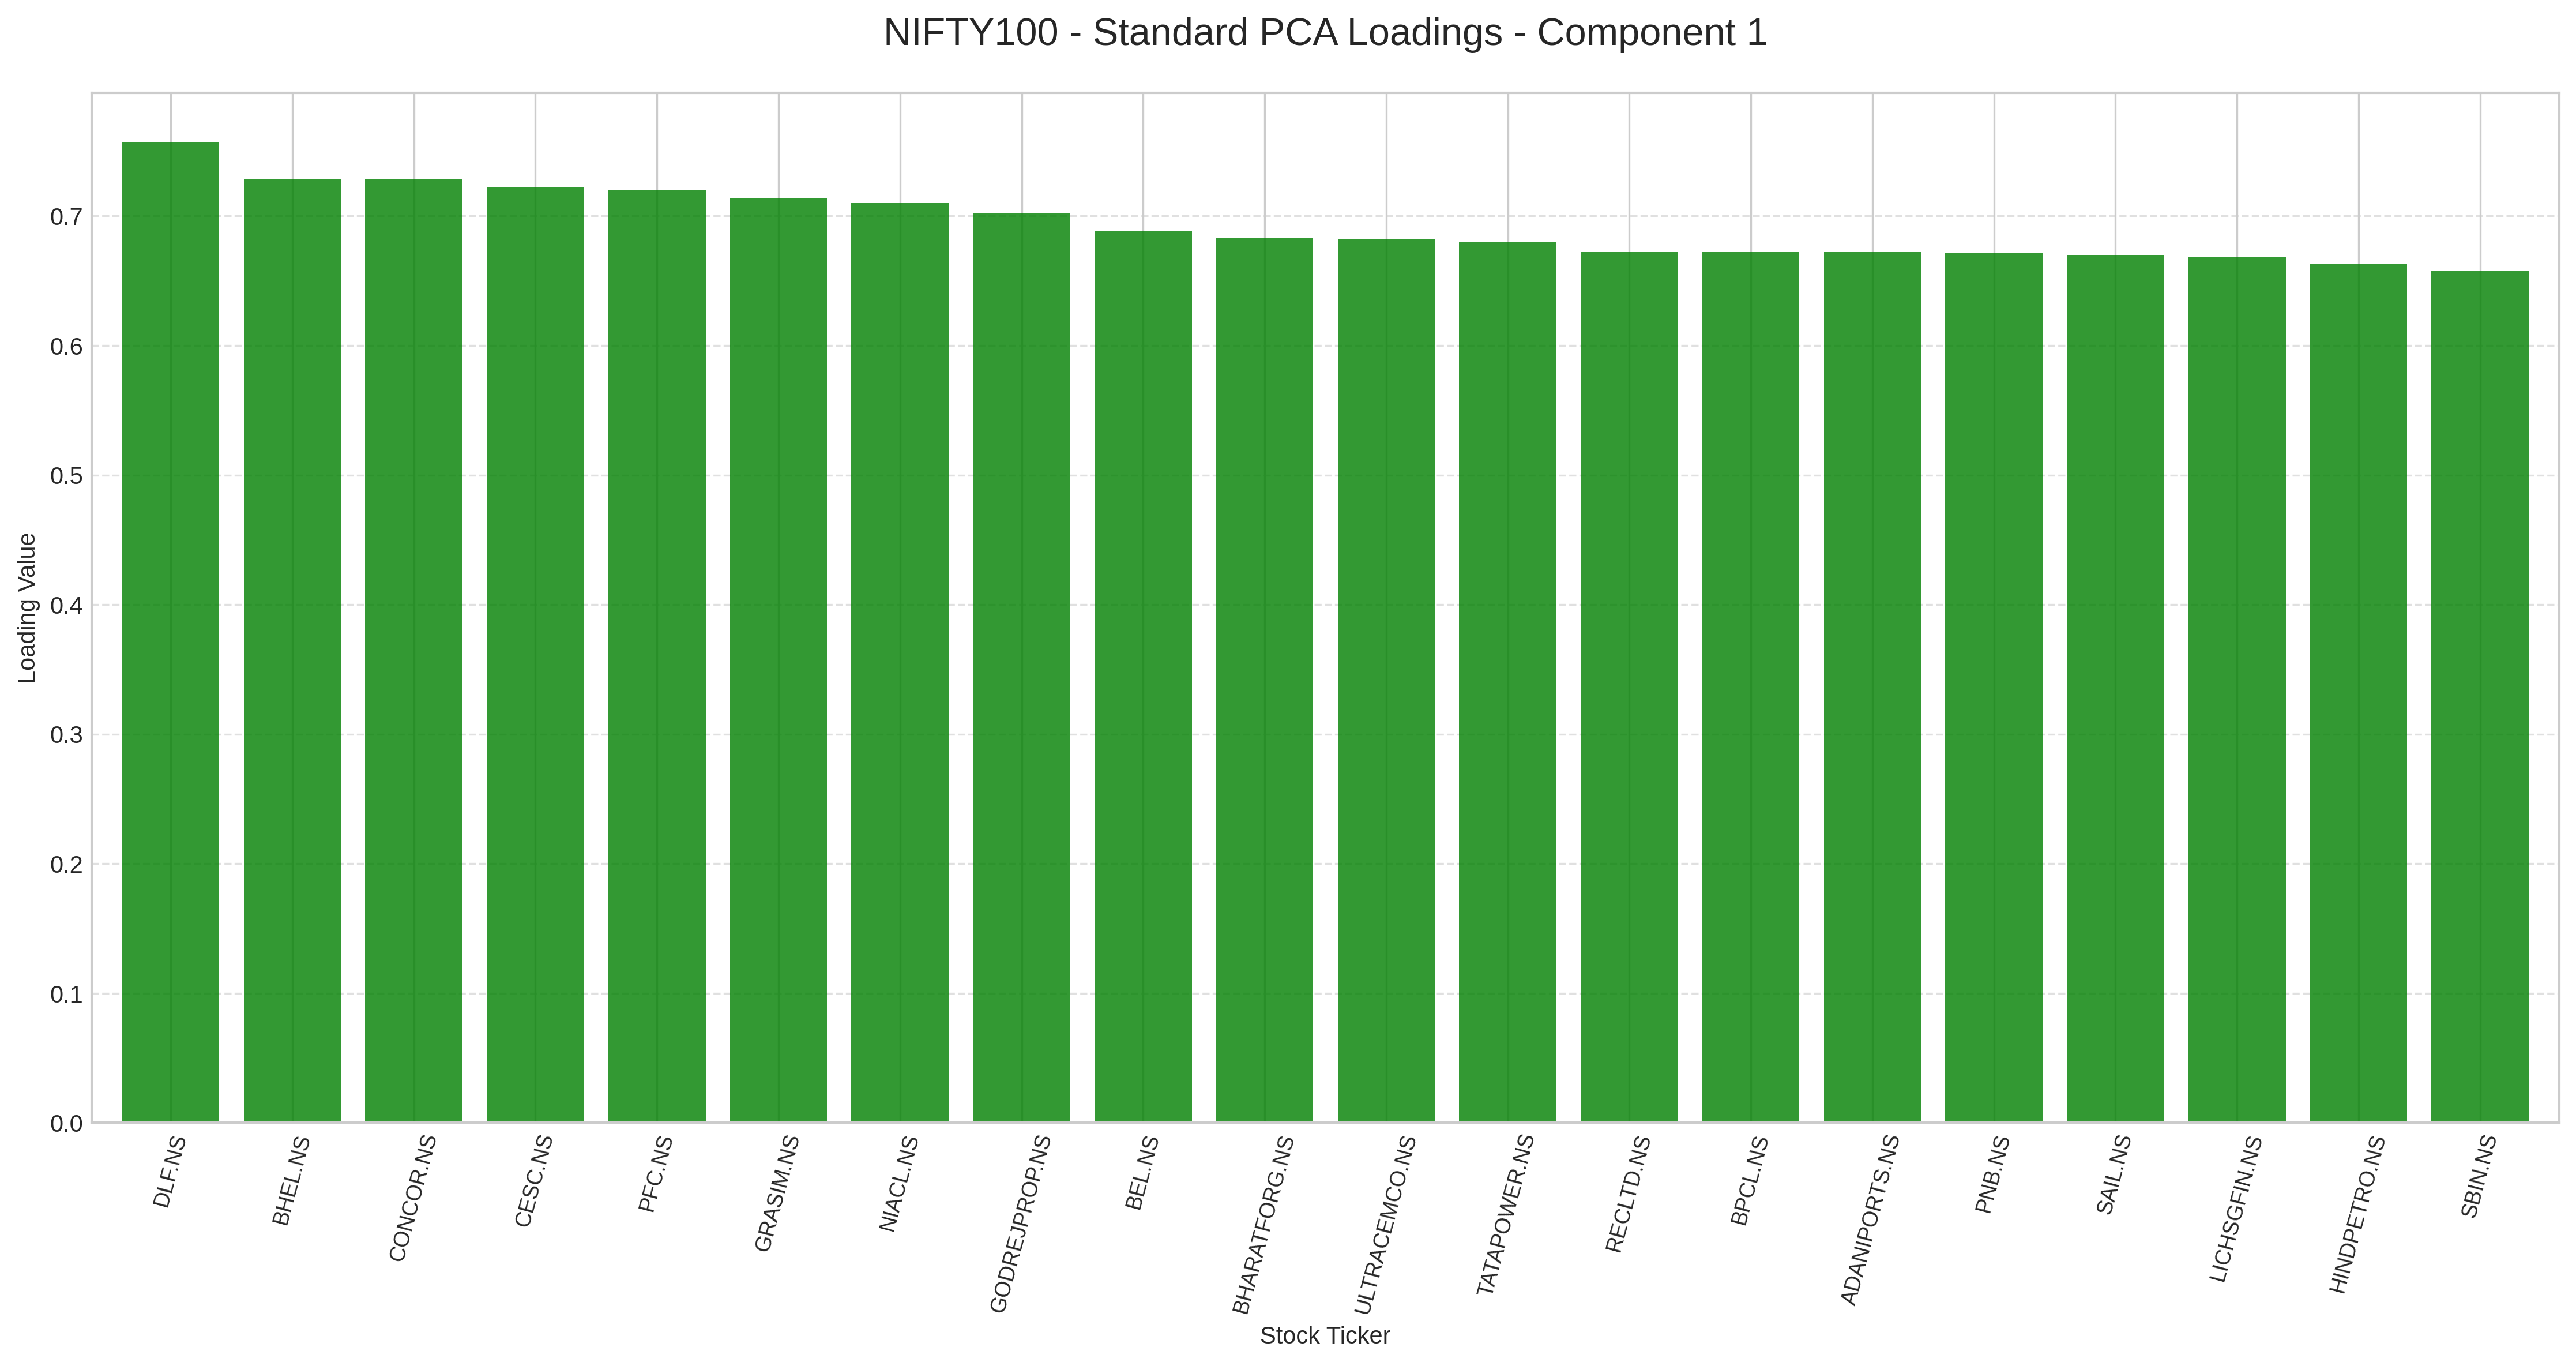 NIFTY100 - Standard PCA Loadings - Component 1
Loading Value
0.7
0.6
0.5
0.4
0.3
0.2
0.1
0.0
DLF.NS
BHEL.NS
CONCOR.NS
CESC.NS
PFC.NS
GRASIM.NS
NIACL.NS
GODREJPROP.NS
BEL.NS
BHARATFORG.NS
ULTRACEMCO.NS
TATAPOWER.NS
RECLTD.NS
BPCL.NS
ADANIPORTS.NS
PNB.NS
SAIL.NS
LICHSGFIN.NS
HINDPETRO.NS
SBIN.NS
Stock Ticker